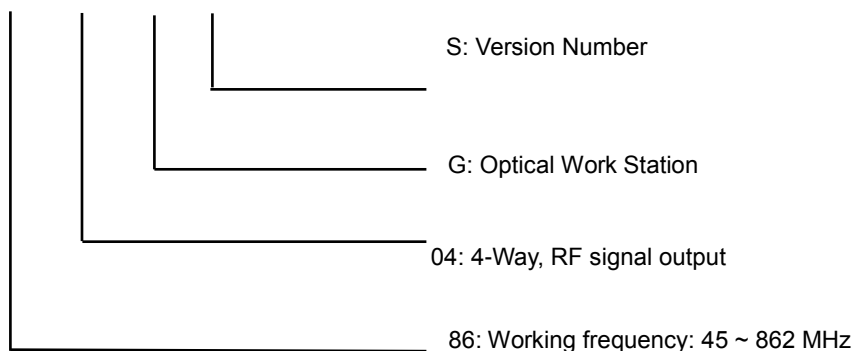 S: Version Number
G: Optical Work Station
04: 4-Way, RF signal output
86: Working frequency: 45 ~ 862 MHz